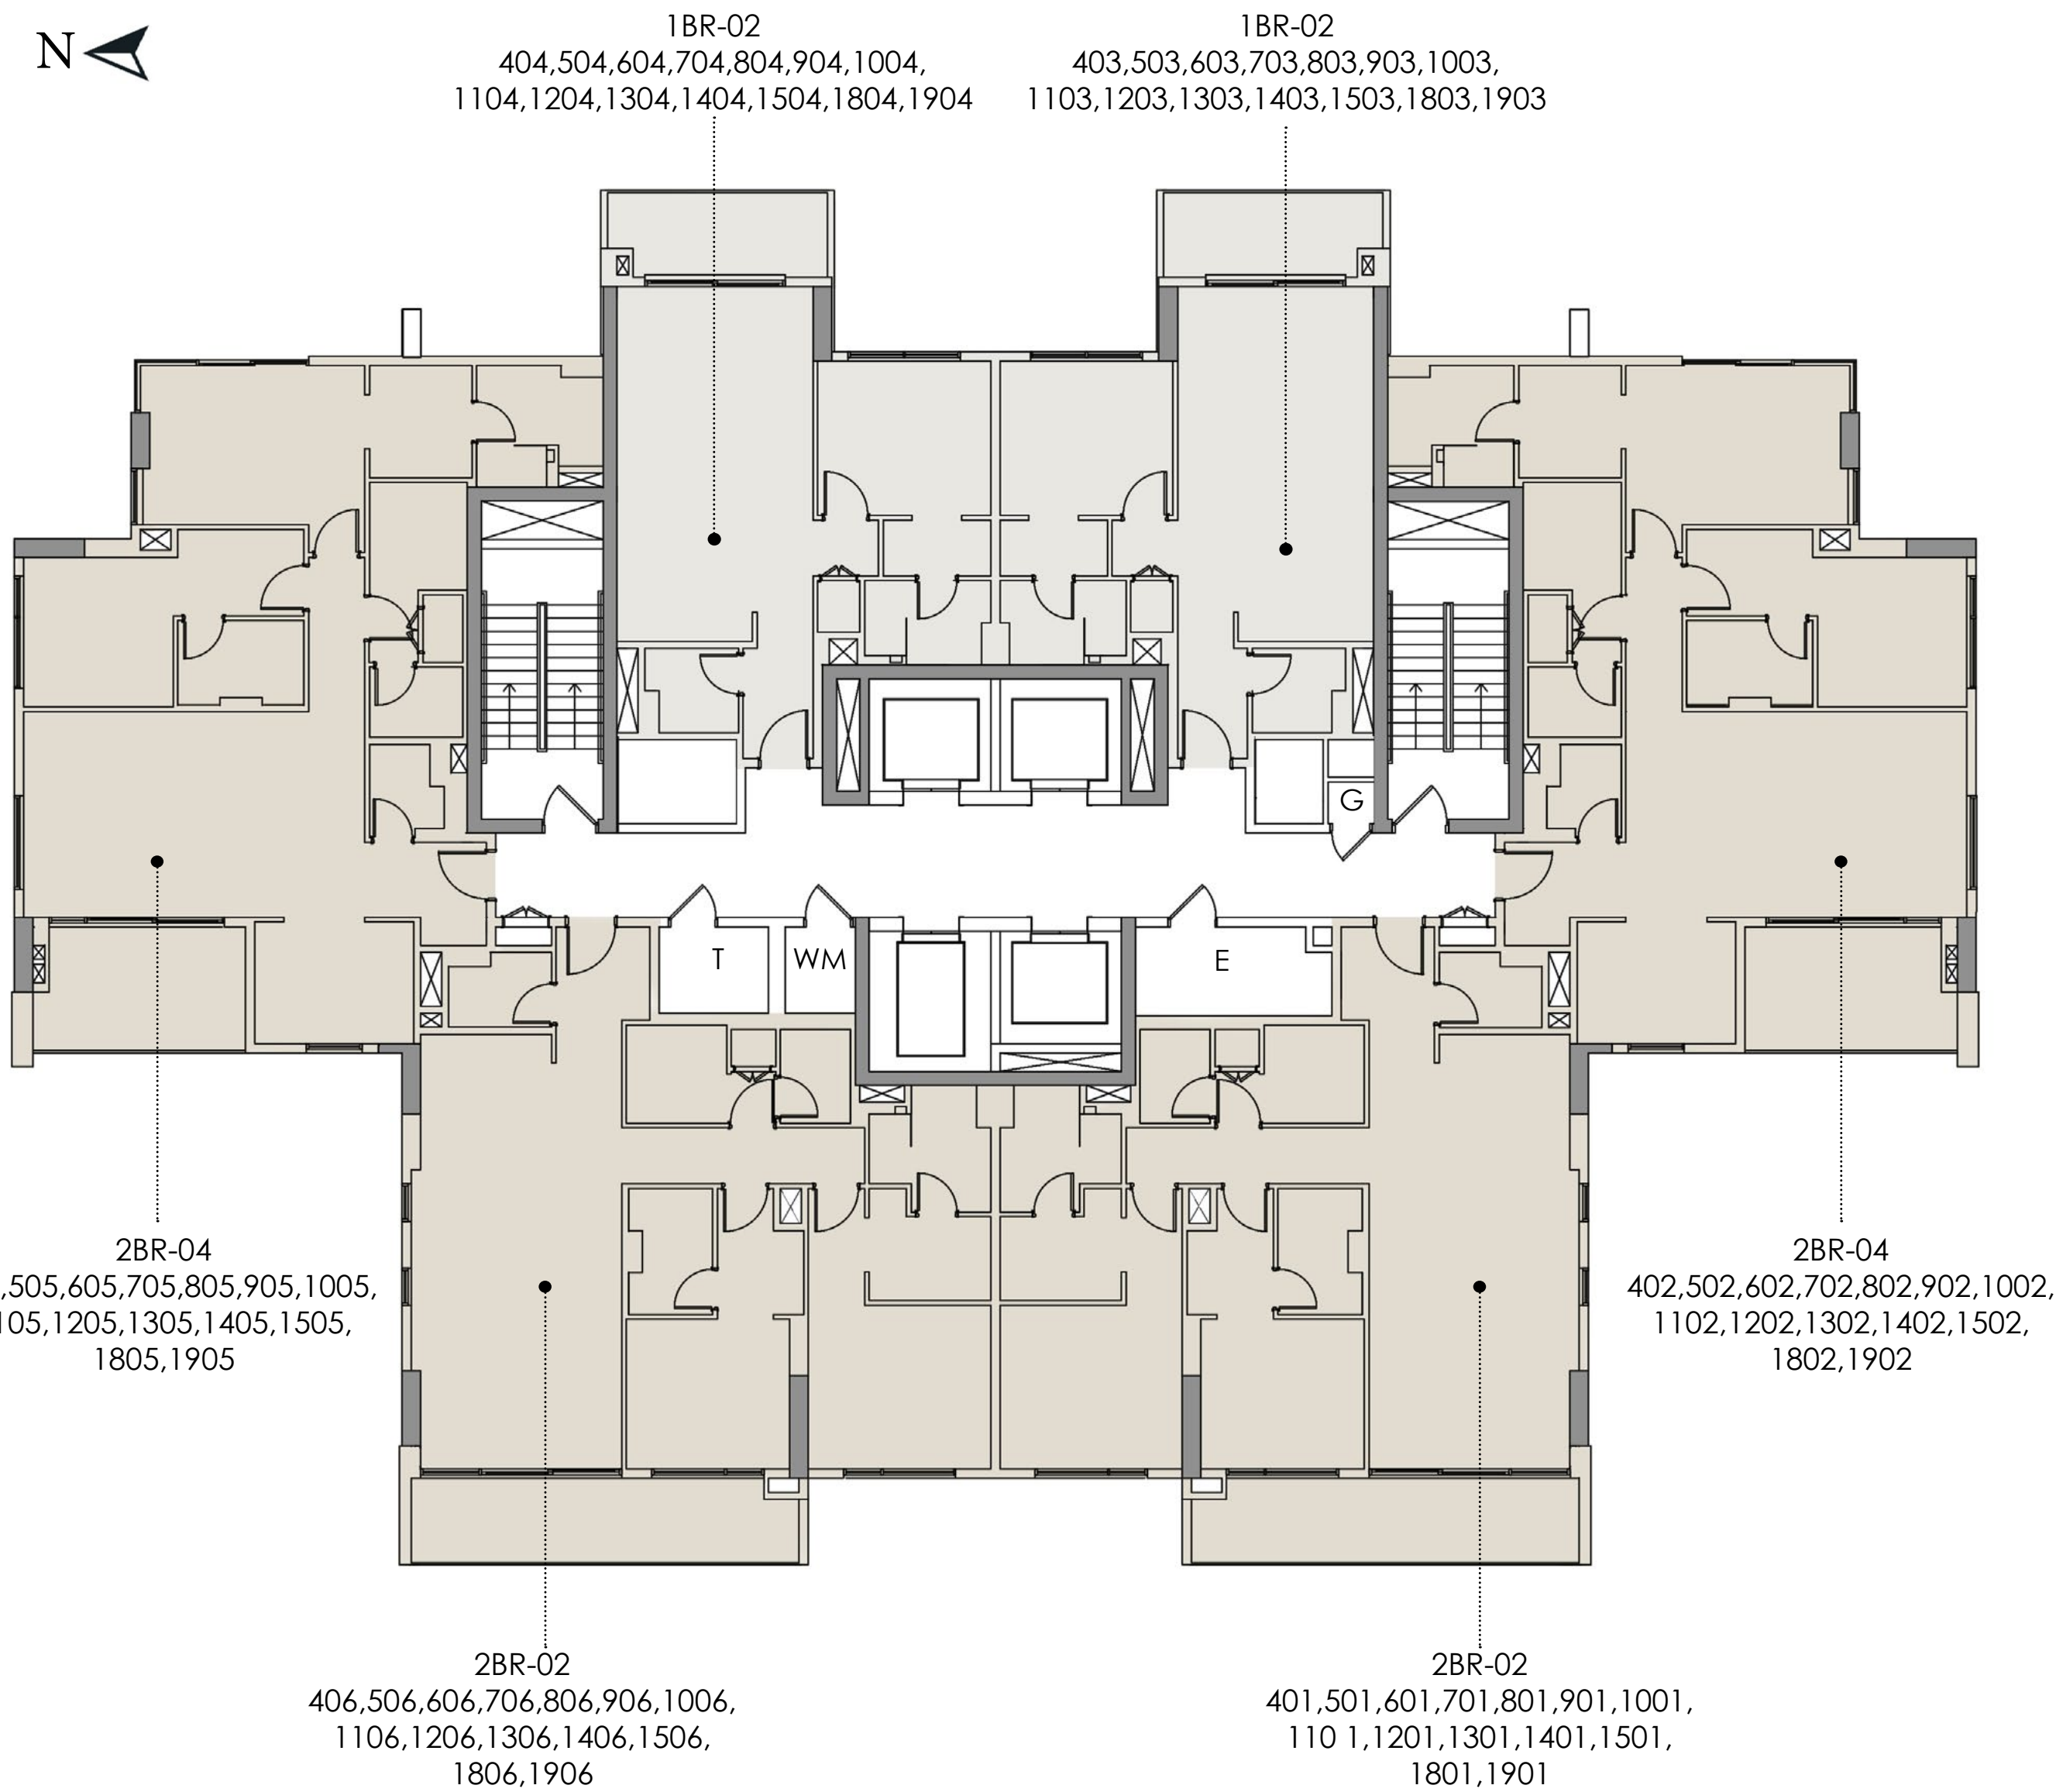 N
1BR-02
404,504,604,704,804,904,1004,
1104,1204,1304,1404,1504,1804,1904
1BR-02
403,503,603,703,803,903,1003,
1103,1203,1303,1403,1503,1803,1903
G
T
WM
E
2BR-04
,505,605,705,805,905,1005,
105,1205,1305,1405,1505,
1805,1905
2BR-04
402,502,602,702,802,902,1002,
1102,1202,1302,1402,1502,
1802,1902
2BR-02
406,506,606,706,806,906,1006,
1106,1206,1306,1406,1506,
1806,1906
2BR-02
401,501,601,701,801,901,1001,
110 1,1201,1301,1401,1501,
1801,1901